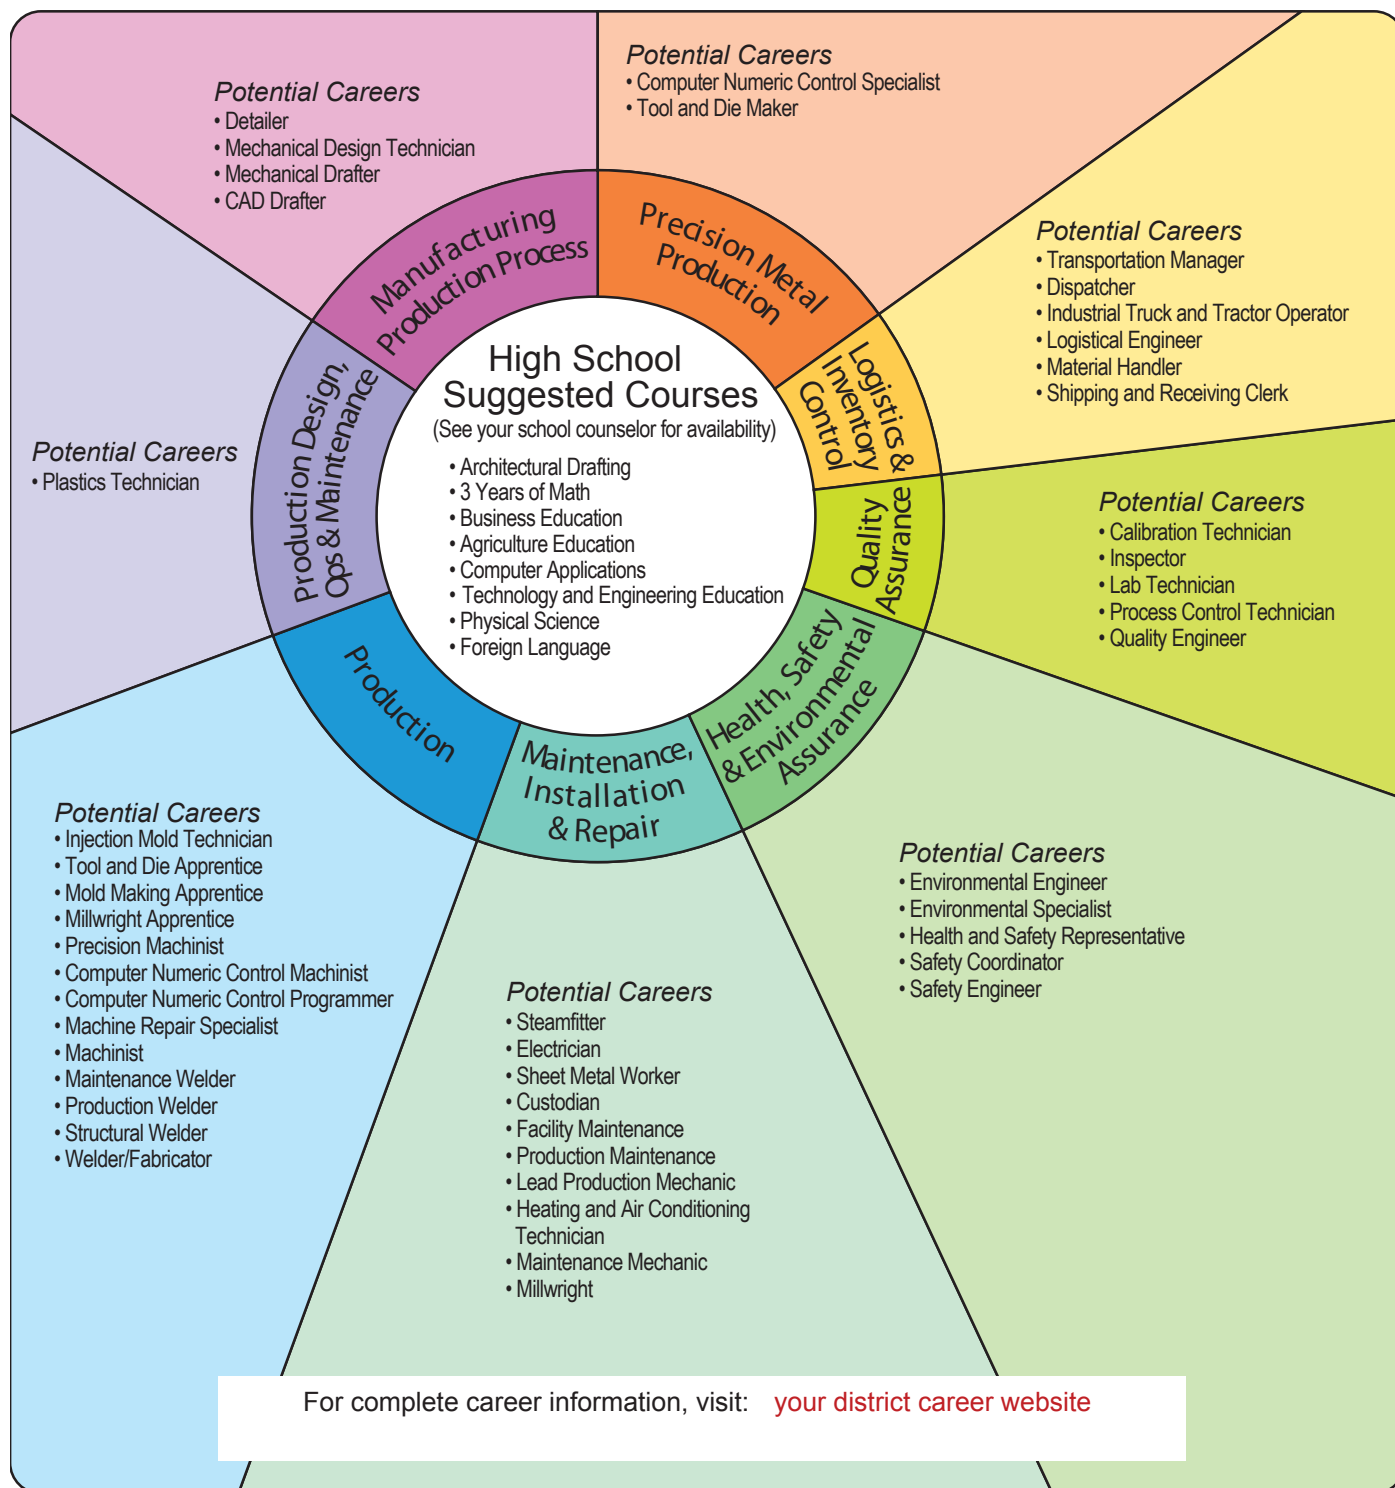 Potential Careers
• Detailer
• Mechanical Design Technician
• Mechanical Drafter
• CAD Drafter
Potential Careers
• Computer Numeric Control Specialist
• Tool and Die Maker
Potential Careers
• Transportation Manager
• Dispatcher
• Industrial Truck and Tractor Operator
• Logistical Engineer
• Material Handler
• Shipping and Receiving Clerk
Manufacturing
Production Process
Precision Metal
Production
Logistics &
Inventory
Control
Quality
Assurance
Health, Safety
& Environmental
Assurance
Maintenance,
Installation
& Repair
Production
Production Design,
Ops & Maintenance
High School
Suggested Courses
(See your school counselor for availability)
• Architectural Drafting
• 3 Years of Math
• Business Education
• Agriculture Education
• Computer Applications
• Technology and Engineering Education
• Physical Science
• Foreign Language
Potential Careers
• Plastics Technician
Potential Careers
• Calibration Technician
• Inspector
• Lab Technician
• Process Control Technician
• Quality Engineer
Potential Careers
• Injection Mold Technician
• Tool and Die Apprentice
• Mold Making Apprentice
• Millwright Apprentice
• Precision Machinist
• Computer Numeric Control Machinist
• Computer Numeric Control Programmer
• Machine Repair Specialist
• Machinist
• Maintenance Welder
• Production Welder
• Structural Welder
• Welder/Fabricator
Potential Careers
• Steamfitter
• Electrician
• Sheet Metal Worker
• Custodian
• Facility Maintenance
• Production Maintenance
• Lead Production Mechanic
• Heating and Air Conditioning
Technician
• Maintenance Mechanic
• Millwright
Potential Careers
• Environmental Engineer
• Environmental Specialist
• Health and Safety Representative
• Safety Coordinator
• Safety Engineer
For complete career information, visit: your district career website